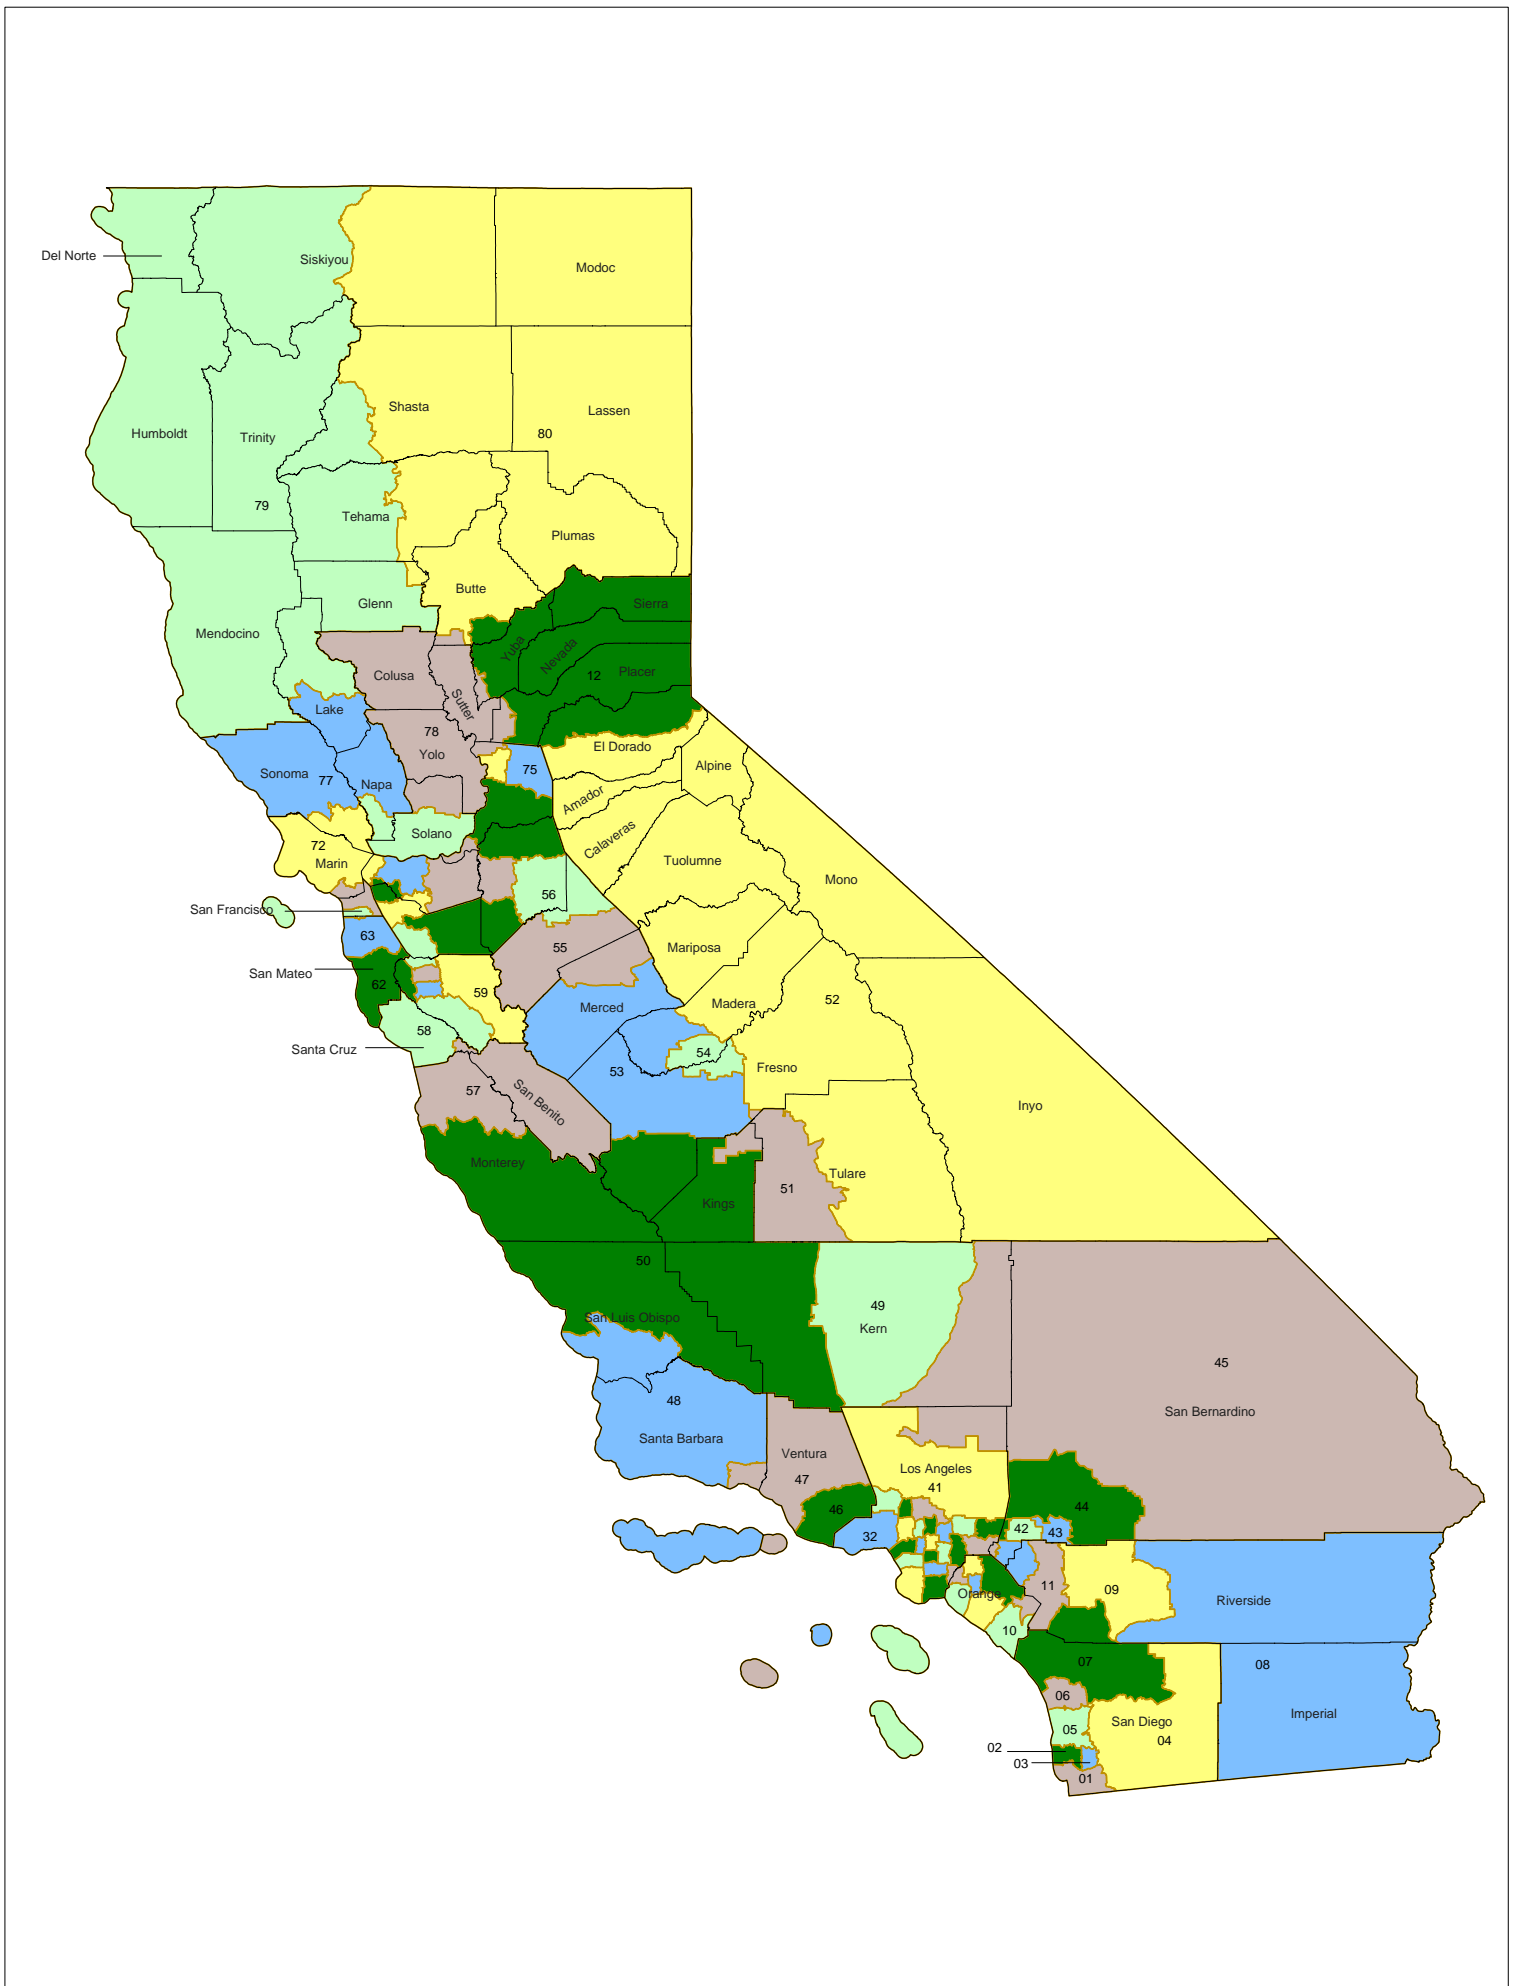 Del Norte
Siskiyou
Modoc
Shasta
Lassen
Humboldt
Trinity
80
79
Tehama
Plumas
Butte
Glenn
Sierra
Mendocino
Yuba
Nevada
Colusa
12
Placer
Sutter
Lake
78
Yolo
El Dorado
75
Alpine
Sonoma
77
Napa
Amador
Solano
Calaveras
72
Marin
Tuolumne
Mono
56
San Francisco
63
55
Mariposa
San Mateo
62
59
52
Merced
Madera
58
Santa Cruz
54
53
Fresno
57
San Benito
Inyo
Monterey
Tulare
51
Kings
50
49
San Luis Obispo
Kern
45
48
San Bernardino
Santa Barbara
Ventura
Los Angeles
47
41
46
44
32
42
43
11
09
Orange
Riverside
10
07
08
06
Imperial
05
San Diego
04
02
03
01